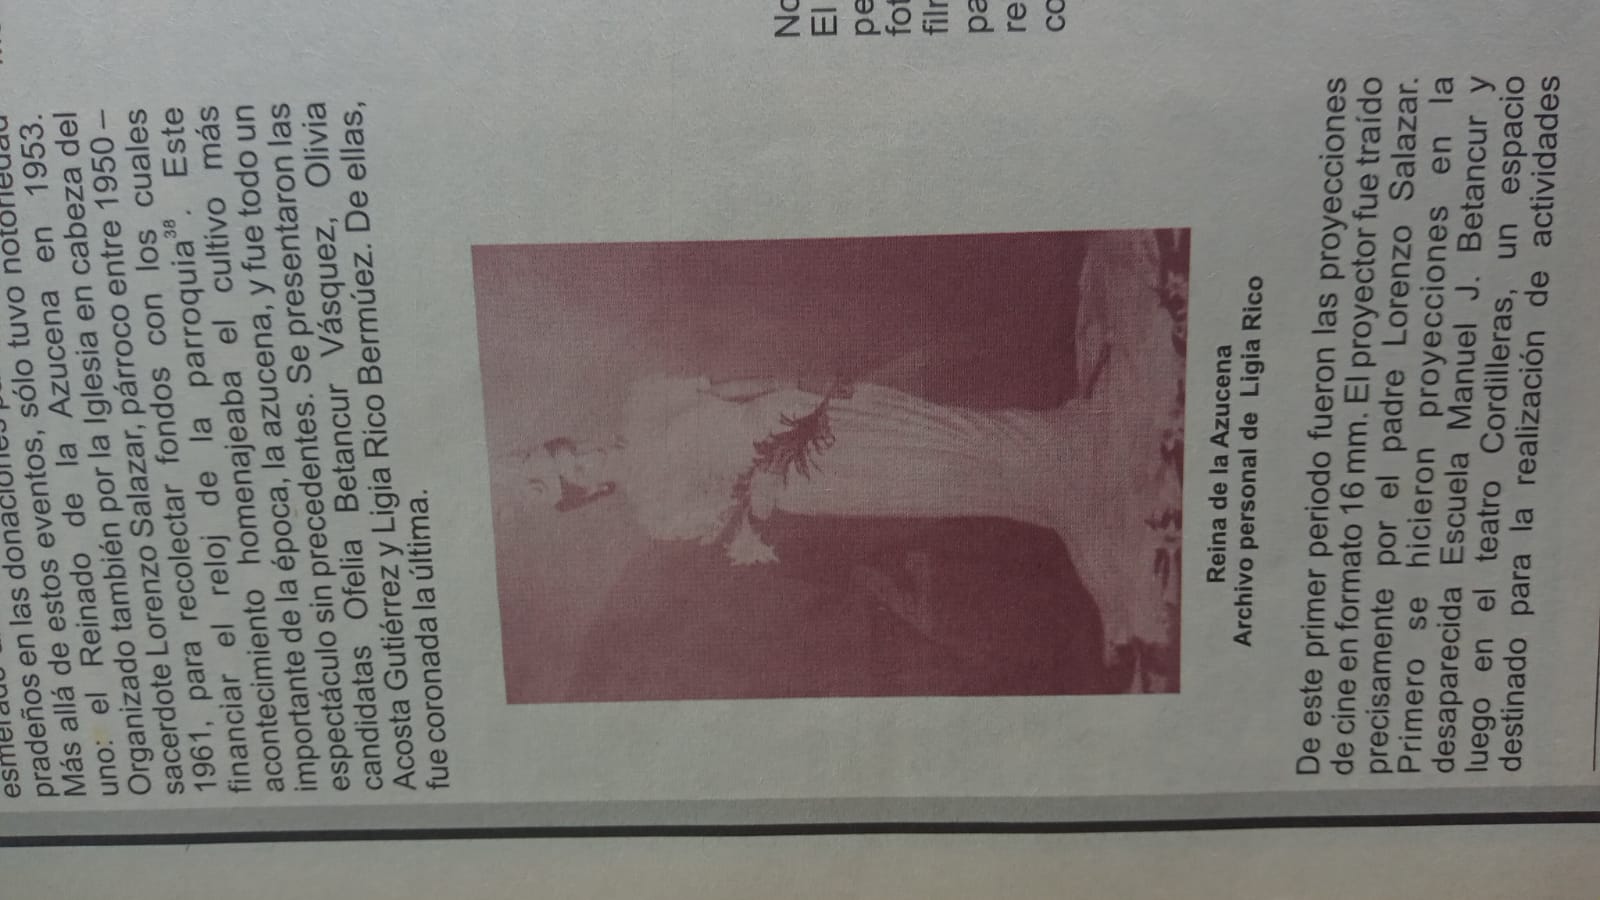 pradeños en las donaciones
Más allá de estos eventos, sólo tuvo notoriedad
uno: el Reinado de la Azucena en 1953.
Organizado también por la Iglesia en cabeza del
sacerdote Lorenzo Salazar, párroco entre 1950 –
1961, para recolectar fondos con los cuales
financiar el reloj de la parroquia³⁸. Este
acontecimiento homenajeaba el cultivo más
importante de la época, la azucena, y fue todo un
espectáculo sin precedentes. Se presentaron las
candidatas Ofelia Betancur Vásquez, Olivia
Acosta Gutiérrez y Ligia Rico Bermúez. De ellas,
fue coronada la última.
Reina de la Azucena
Archivo personal de Ligia Rico
De este primer periodo fueron las proyecciones
de cine en formato 16 mm. El proyector fue traído
precisamente por el padre Lorenzo Salazar.
Primero se hicieron proyecciones en la
desaparecida Escuela Manuel J. Betancur y
luego en el teatro Cordilleras, un espacio
destinado para la realización de actividades
No
El
pe
fot
film
pa
re
co